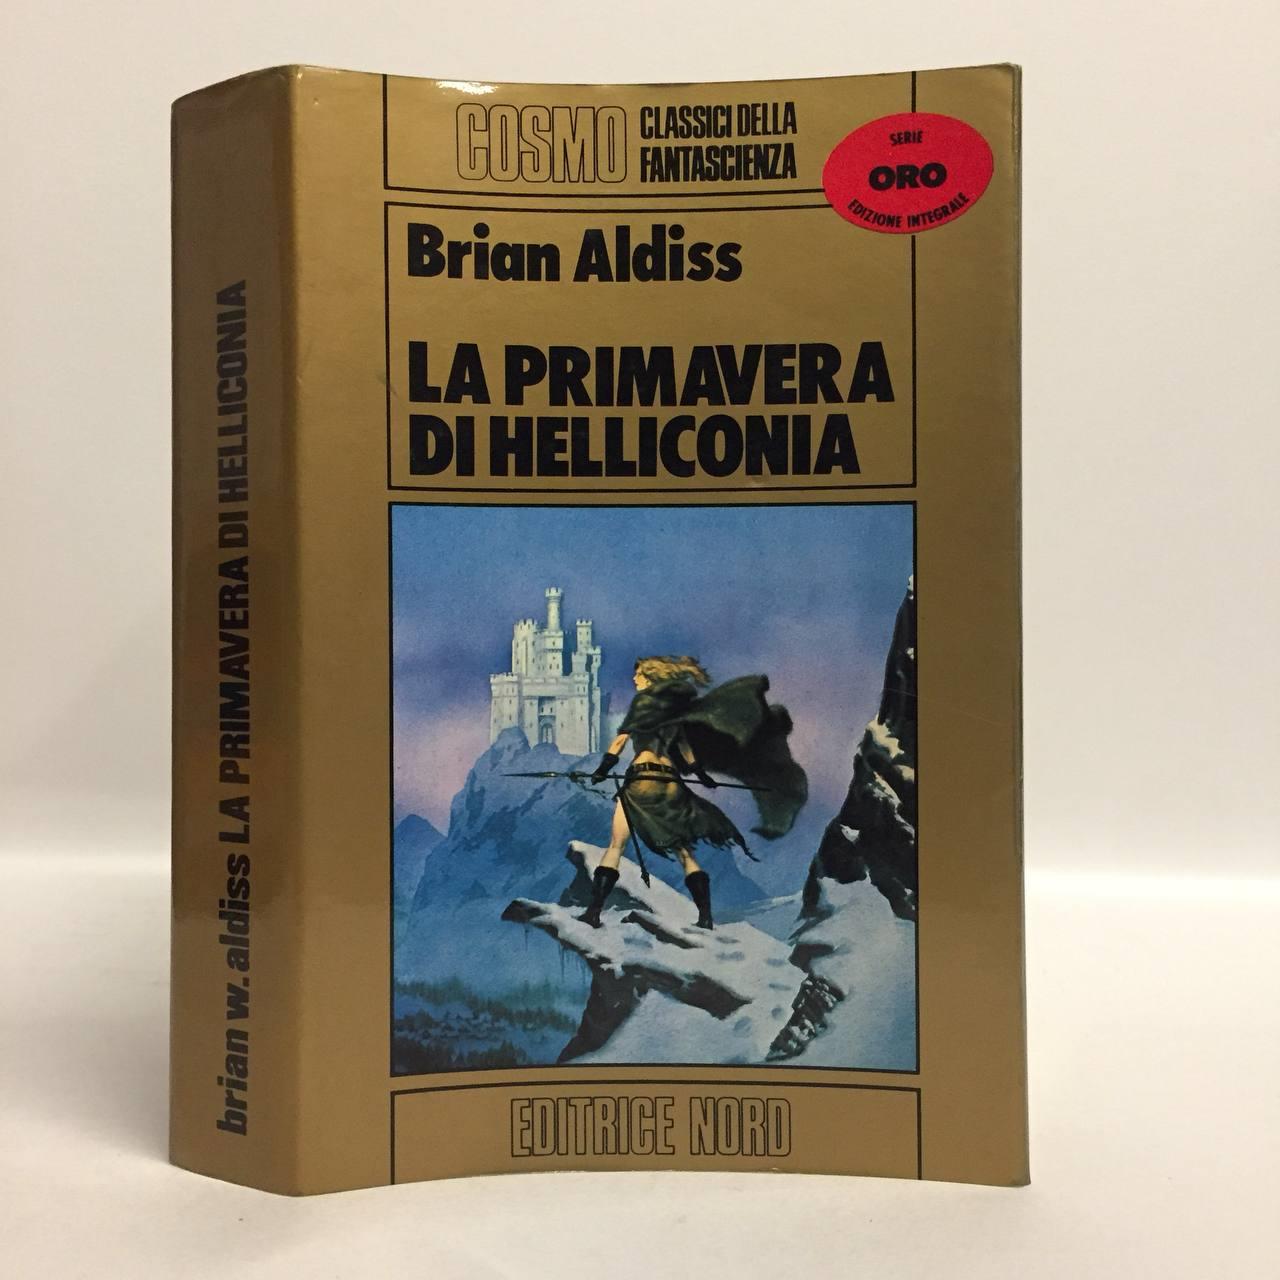 COSMO
CLASSICI DELLA
FANTASCIENZA
SERIE
ORO
EDIZIONE INTEGRALE
Brian Aldiss
LA PRIMAVERA
DI HELLICONIA
EDITRICE NORD
brian w. aldiss LA PRIMAVERA DI HELLICONIA